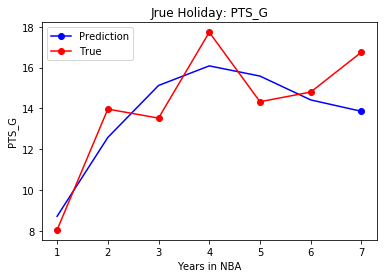 Jrue Holiday: PTS_G
Prediction
True
PTS_G
18
16
14
12
10
8
1 2 3 4 5 6 7
Years in NBA